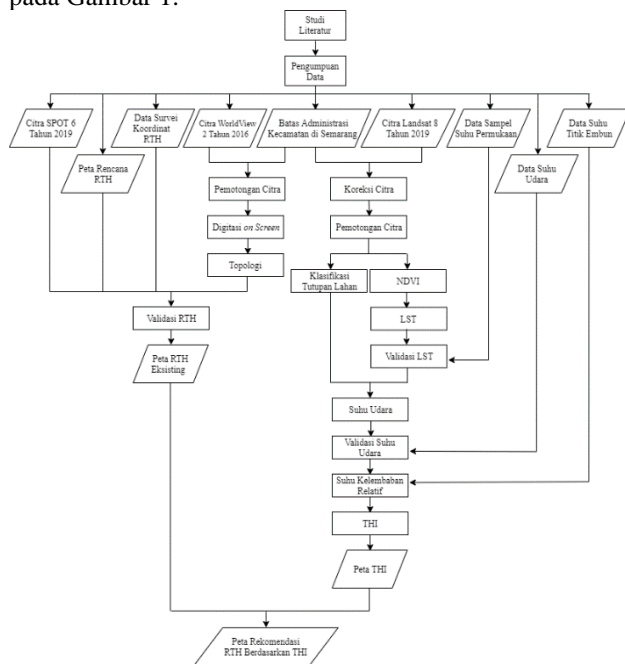 pada Gambar 1.
Studi
Literatur
Pengumpuan
Data
Citra SPOT 6
Tahun 2019
Data Survei
Koordinat
RTH
Citra WorldView
2 Tahun 2016
Batas Administrasi
Kecamatan di Semarang
Citra Landsat 8
Tahun 2019
Data Sampel
Suhu Permukaan
Data Suhu
Titik Embun
Peta Rencana
RTH
Data Suhu
Udara
Pemotongan Citra
Koreksi Citra
Digitasi on Screen
Pemotongan Citra
Topologi
Klasifikasi
Tutupan Lahan
NDVI
Validasi RTH
LST
Peta RTH
Eksisting
Validasi LST
Suhu Udara
Validasi Suhu
Udara
Suhu Kelembaban
Relatif
THI
Peta THI
Peta Rekomendasi
RTH Berdasarkan THI